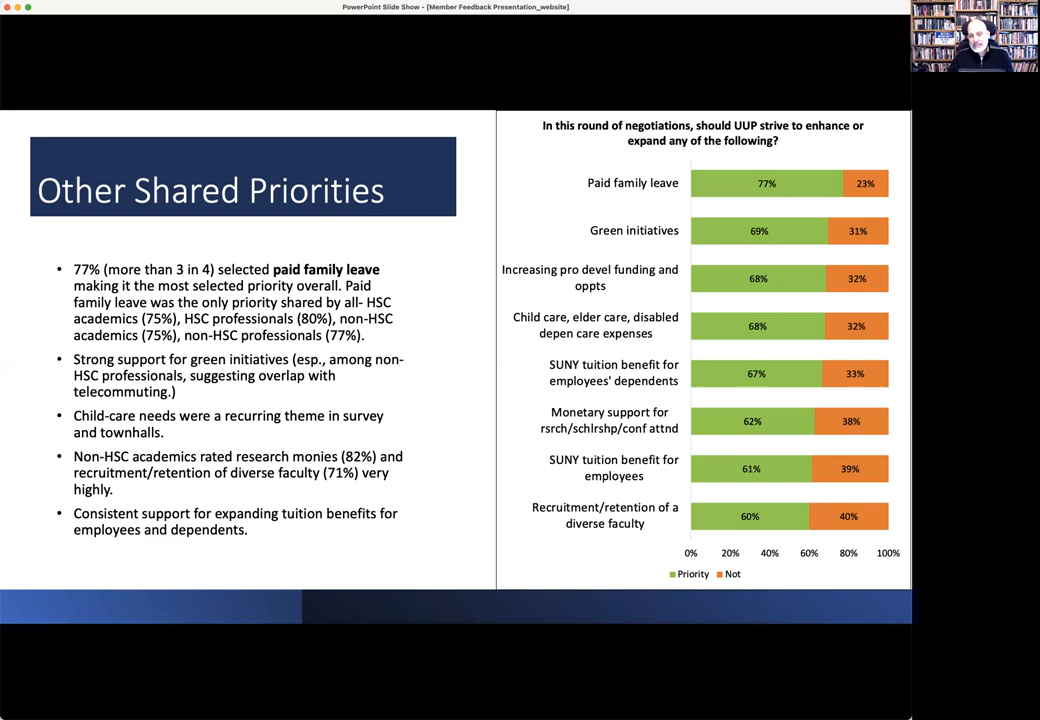 PowerPoint Slide Show - [Member Feedback Presentation_website]
Other Shared Priorities
• 77% (more than 3 in 4) selected paid family leave
making it the most selected priority overall. Paid
family leave was the only priority shared by all- HSC
academics (75%), HSC professionals (80%), non-HSC
academics (75%), non-HSC professionals (77%).
• Strong support for green initiatives (esp., among non-
HSC professionals, suggesting overlap with
telecommuting.)
• Child-care needs were a recurring theme in survey
and townhalls.
• Non-HSC academics rated research monies (82%) and
recruitment/retention of diverse faculty (71%) very
highly.
• Consistent support for expanding tuition benefits for
employees and dependents.
In this round of negotiations, should UUP strive to enhance or
expand any of the following?
Paid family leave 77% 23%
Green initiatives 69% 31%
Increasing pro devel funding and
oppts 68% 32%
Child care, elder care, disabled
depen care expenses 68% 32%
SUNY tuition benefit for
employees' dependents 67% 33%
Monetary support for
rsrch/schlrshp/conf attnd 62% 38%
SUNY tuition benefit for
employees 61% 39%
Recruitment/retention of a
diverse faculty 60% 40%
0% 20% 40% 60% 80% 100%
Priority Not